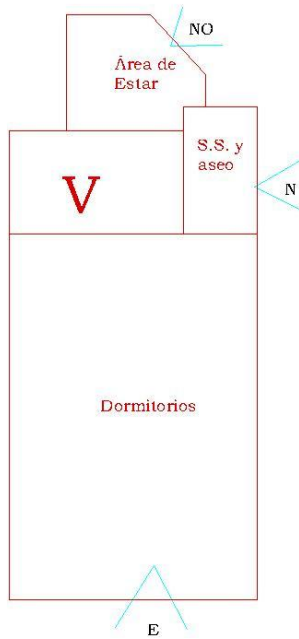 NO
Área de
Estar
S.S. y
aseo
V
N
Dormitorios
E